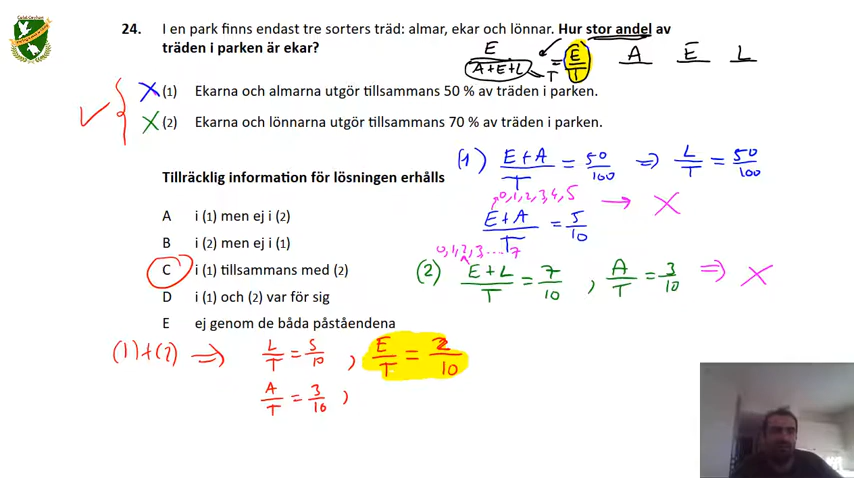 24. I en park finns endast tre sorters träd: almar, ekar och lönnar. Hur stor andel av
träden i parken är ekar?
E / A+E+L = E / T
T
A E L
(1) Ekarna och almarna utgör tillsammans 50 % av träden i parken.
(2) Ekarna och lönnarna utgör tillsammans 70 % av träden i parken.
(1) E+A / T = 50 / 100 => L / T = 50 / 100
Tillräcklig information för lösningen erhålls
0,1,2,3,4,5 → X
A i (1) men ej i (2)
E+A / T = 5 / 10
B i (2) men ej i (1)
0,1,2,3....7
C i (1) tillsammans med (2)
(2) E+L / T = 7 / 10 , A / T = 3 / 10 => X
D i (1) och (2) var för sig
E ej genom de båda påståendena
(1)+(2) => L / T = 5 / 10 , E / T = 2 / 10
A / T = 3 / 10 ,